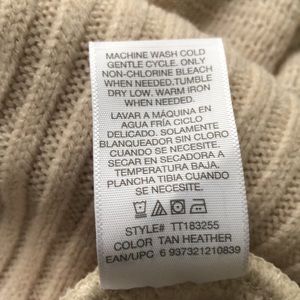 MACHINE WASH COLD
GENTLE CYCLE. ONLY
NON-CHLORINE BLEACH
WHEN NEEDED.TUMBLE
DRY LOW. WARM IRON
WHEN NEEDED.
LAVAR A MÁQUINA EN
AGUA FRÍA CICLO
DELICADO. SOLAMENTE
BLANQUEADOR SIN CLORO
CUANDO SE NECESITE.
SECAR EN SECADORA A
TEMPERATURA BAJA.
PLANCHA TIBIA CUANDO
SE NECESITE.
STYLE# TT183255
COLOR TAN HEATHER
EAN/UPC 6 937321210839